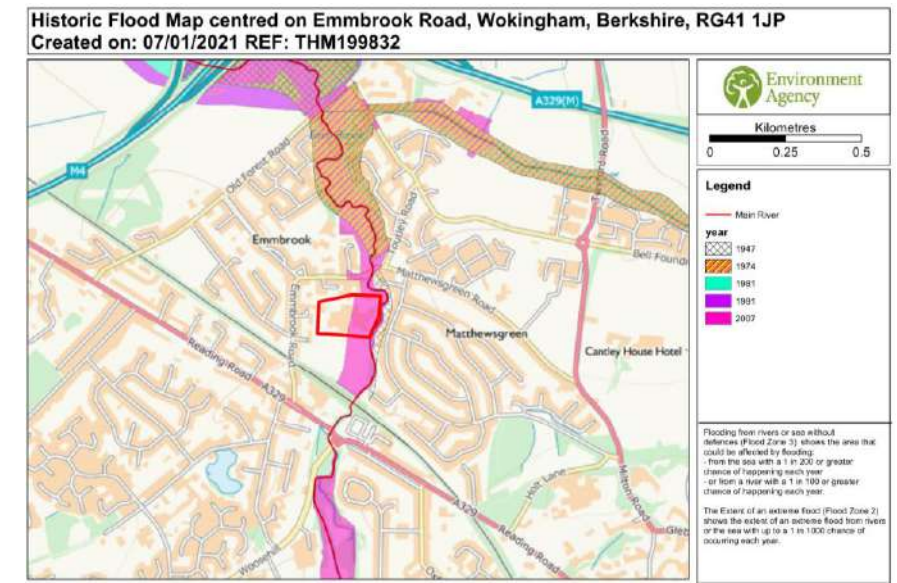 Historic Flood Map centred on Emmbrook Road, Wokingham, Berkshire, RG41 1JP
Created on: 07/01/2021 REF: THM199832
Environment
Agency
Kilometres
0 0.25 0.5
Legend
Main River
year
1947
1974
1981
1991
2007
Flooding from rivers or sea without
defences (Flood Zone 3) shows the area that
could be affected by flooding:
- from the sea with a 1 in 200 or greater
chance of happening each year
- or from a river with a 1 in 100 or greater
chance of happening each year.
The Extent of an extreme flood (Flood Zone 2)
shows the extent of an extreme flood from rivers
or the sea with up to a 1 in 1000 chance of
occurring each year.
A329(M)
M4
Old Forest Road
Toutley Road
Emmbrook
Bell Foundr
Matthewsgreen Road
Emmbrook Road
Matthewsgreen
Cantley House Hotel
Reading Road
A329
Holt Lane
Milton Road
A329
Reading Road
Woosehill
Gleb